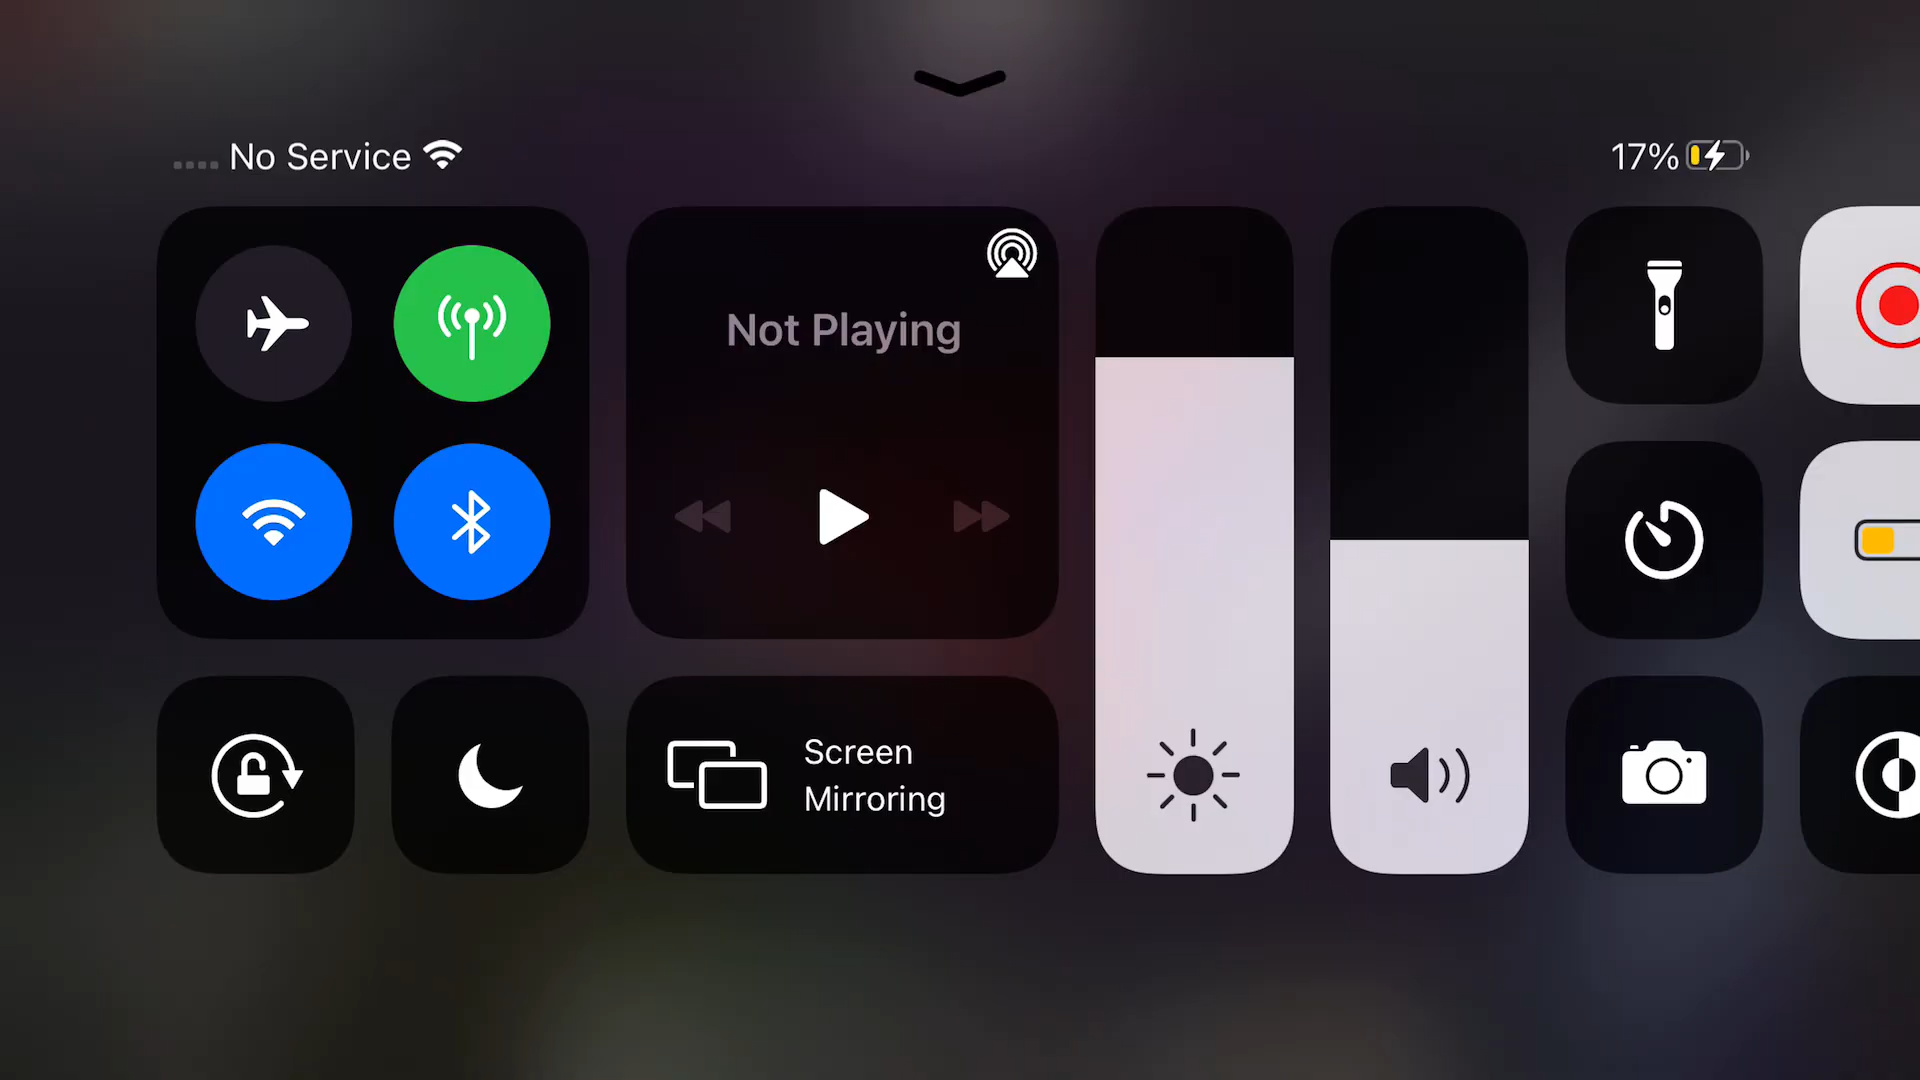 No Service
17%
Not Playing
Screen
Mirroring